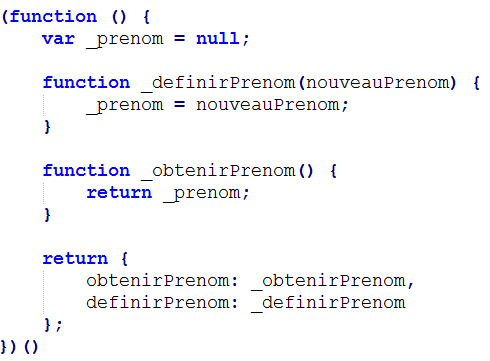 (function () {
    var _prenom = null;

    function _definirPrenom(nouveauPrenom) {
        _prenom = nouveauPrenom;
    }

    function _obtenirPrenom() {
        return _prenom;
    }

    return {
        obtenirPrenom: _obtenirPrenom,
        definirPrenom: _definirPrenom
    };
})()